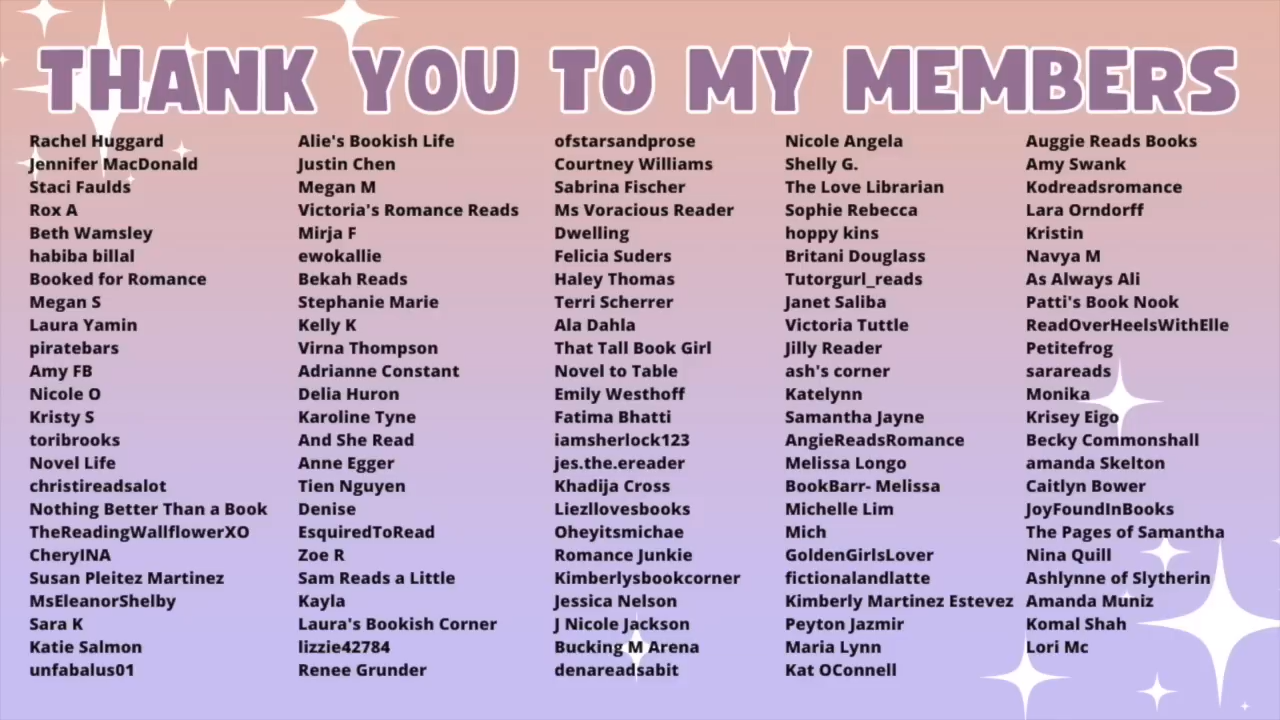 THANK YOU TO MY MEMBERS
Rachel Huggard
Jennifer MacDonald
Staci Faulds
Rox A
Beth Wamsley
habiba billal
Booked for Romance
Megan S
Laura Yamin
piratebars
Amy FB
Nicole O
Kristy S
toribrooks
Novel Life
christireadsalot
Nothing Better Than a Book
TheReadingWallflowerXO
CheryINA
Susan Pleitez Martinez
MsEleanorShelby
Sara K
Katie Salmon
unfabalus01
Alie's Bookish Life
Justin Chen
Megan M
Victoria's Romance Reads
Mirja F
ewokallie
Bekah Reads
Stephanie Marie
Kelly K
Virna Thompson
Adrianne Constant
Delia Huron
Karoline Tyne
And She Read
Anne Egger
Tien Nguyen
Denise
EsquiredToRead
Zoe R
Sam Reads a Little
Kayla
Laura's Bookish Corner
lizzie42784
Renee Grunder
ofstarsandprose
Courtney Williams
Sabrina Fischer
Ms Voracious Reader
Dwelling
Felicia Suders
Haley Thomas
Terri Scherrer
Ala Dahla
That Tall Book Girl
Novel to Table
Emily Westhoff
Fatima Bhatti
iamsherlock123
jes.the.ereader
Khadija Cross
Liezllovesbooks
Oheyitsmichae
Romance Junkie
Kimberlysbookcorner
Jessica Nelson
J Nicole Jackson
Bucking M Arena
denareadsabit
Nicole Angela
Shelly G.
The Love Librarian
Sophie Rebecca
hoppy kins
Britani Douglass
Tutorgurl_reads
Janet Saliba
Victoria Tuttle
Jilly Reader
ash's corner
Katelynn
Samantha Jayne
AngieReadsRomance
Melissa Longo
BookBarr- Melissa
Michelle Lim
Mich
GoldenGirlsLover
fictionalandlatte
Kimberly Martinez Estevez
Peyton Jazmir
Maria Lynn
Kat OConnell
Auggie Reads Books
Amy Swank
Kodreadsromance
Lara Orndorff
Kristin
Navya M
As Always Ali
Patti's Book Nook
ReadOverHeelsWithElle
Petitefrog
sarareads
Monika
Krisey Eigo
Becky Commonshall
amanda Skelton
Caitlyn Bower
JoyFoundInBooks
The Pages of Samantha
Nina Quill
Ashlynne of Slytherin
Amanda Muniz
Komal Shah
Lori Mc